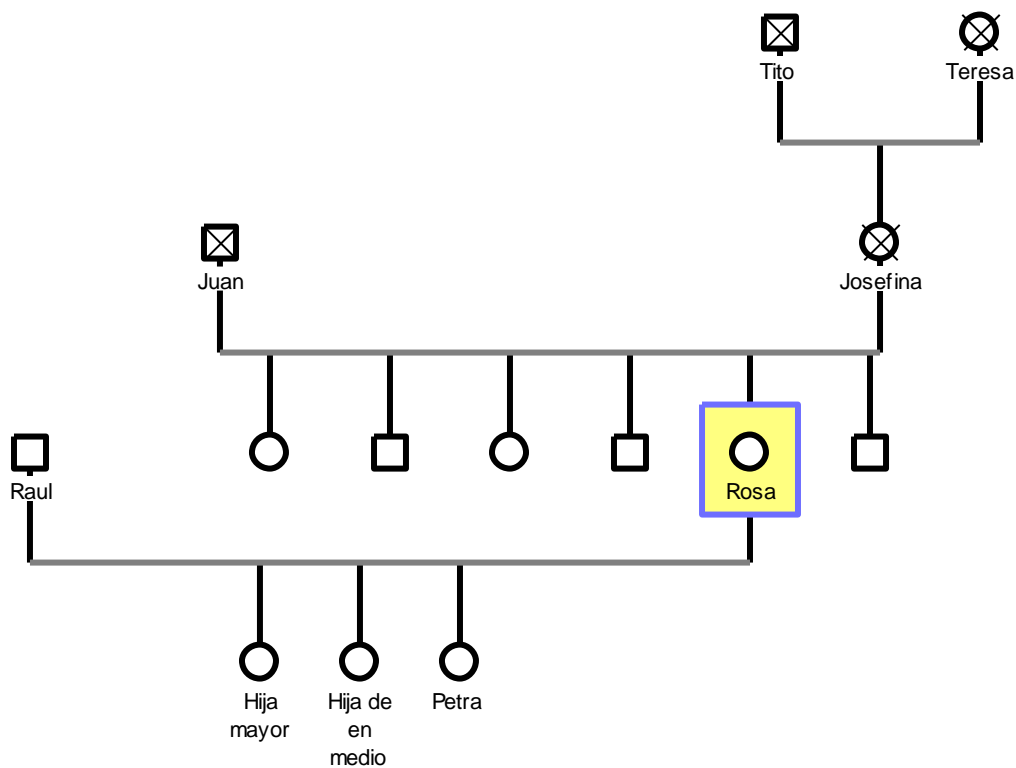 Tito
Teresa
Juan
Josefina
Raul
Rosa
Hija
mayor
Hija de
en
medio
Petra